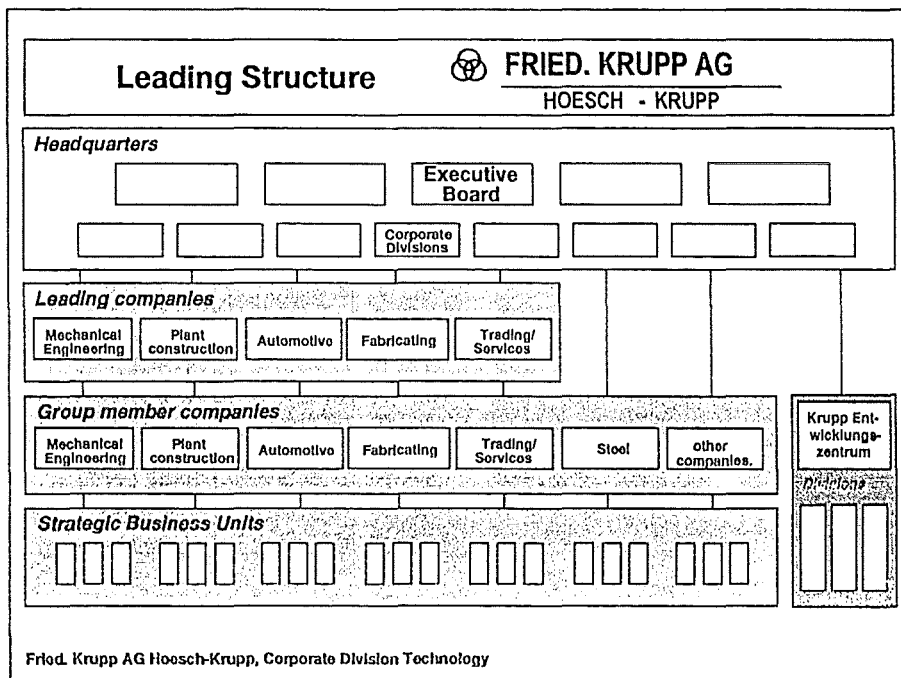 Leading Structure
FRIED. KRUPP AG
HOESCH - KRUPP
Headquarters
Executive
Board
Corporate
Divisions
Leading companies
Mechanical
Engineering
Plant
construction
Automotive
Fabricating
Trading/
Services
Group member companies
Mechanical
Engineering
Plant
construction
Automotive
Fabricating
Trading/
Services
Steel
other
companies.
Krupp Ent-
wicklungs-
zentrum
Divisions
Strategic Business Units
Fried. Krupp AG Hoesch-Krupp, Corporate Division Technology